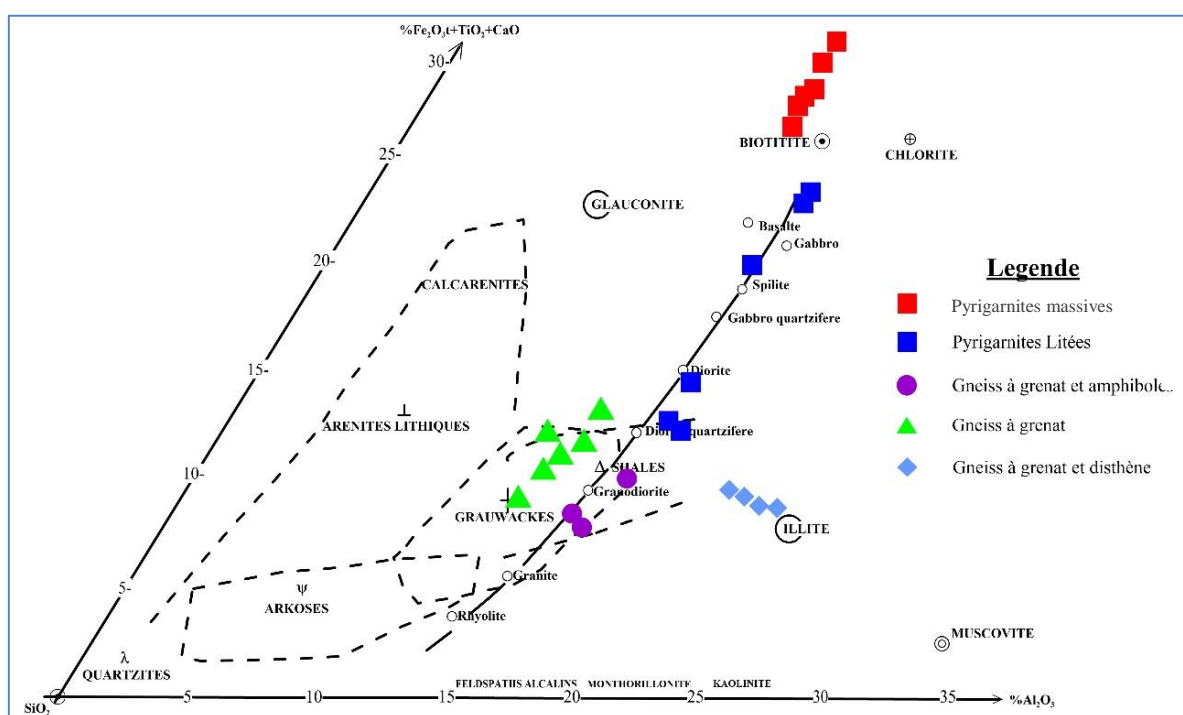 %Fe₂O₃t+TiO₂+CaO
30-
BIOTITITE
CHLORITE
25-
GLAUCONITE
Basalte
Gabbro
20-
Legende
CALCARENITES
Spilite
Pyrigarnites massives
Gabbro quartzifere
Pyrigarnites Litées
15-
Diorite
Gneiss à grenat et amphibole...
ARENITES LITHIQUES
Gneiss à grenat
Diorite quartzifere
10-
Δ SHALES
Gneiss à grenat et disthène
Granodiorite
GRAUWACKES
ILLITE
5-
Granite
ψ
ARKOSES
Rhyolite
MUSCOVITE
λ
QUARTZITES
FELDSPATHS ALCALINS MONTHORILLONITE KAOLINITE
SiO₂ 5 10 15 20 25 30 35 %Al₂O₃